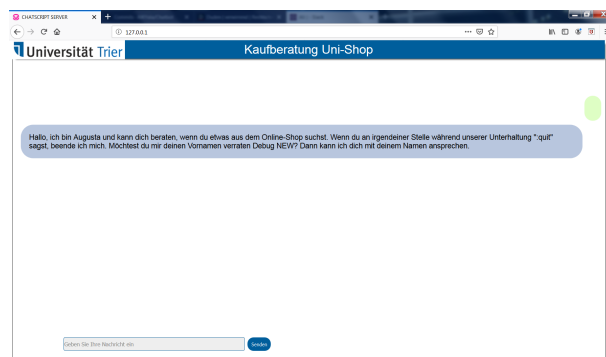 CHATSCRIPT SERVER
127.0.0.1
Universität Trier
Kaufberatung Uni-Shop
Hallo, ich bin Augusta und kann dich beraten, wenn du etwas aus dem Online-Shop suchst. Wenn du an irgendeiner Stelle während unserer Unterhaltung ":quit"
sagst, beende ich mich. Möchtest du mir deinen Vornamen verraten Debug NEW? Dann kann ich dich mit deinem Namen ansprechen.
Geben Sie Ihre Nachricht ein
Senden